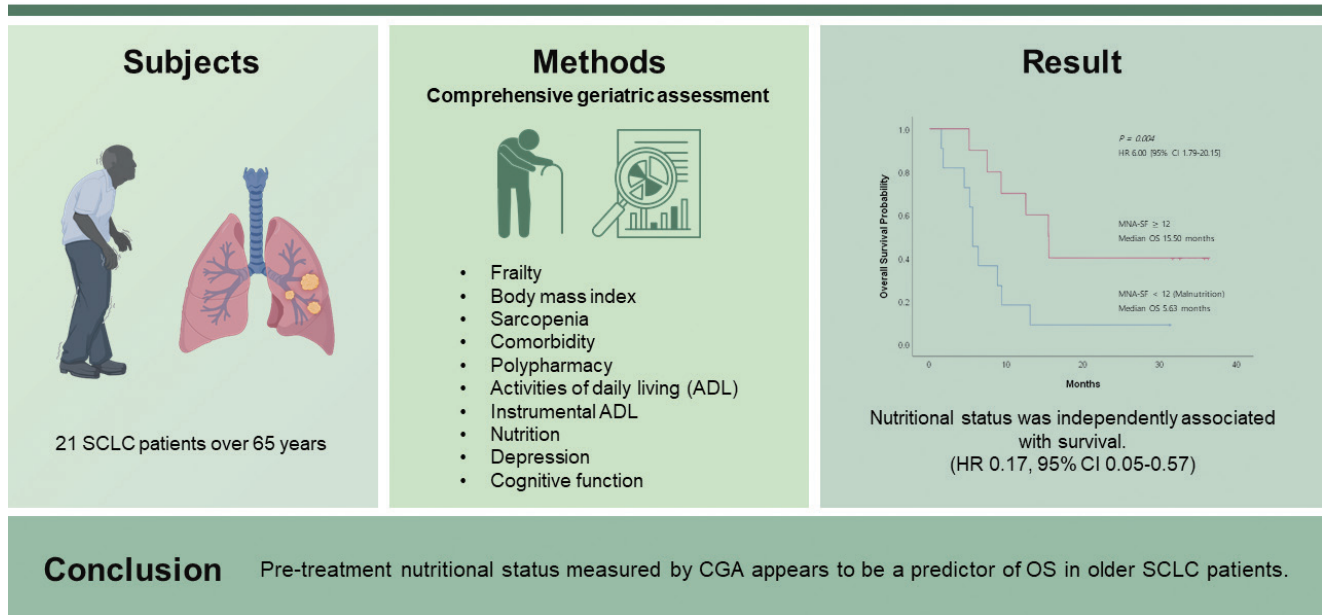 Subjects
21 SCLC patients over 65 years
Methods
Comprehensive geriatric assessment
• Frailty
• Body mass index
• Sarcopenia
• Comorbidity
• Polypharmacy
• Activities of daily living (ADL)
• Instrumental ADL
• Nutrition
• Depression
• Cognitive function
Result
Overall Survival Probability
1.0
0.8
0.6
0.4
0.2
0.0
0
10
20
30
40
Months
P = 0.004
HR 6.00 [95% CI 1.79-20.15]
MNA-SF ≥ 12
Median OS 15.50 months
MNA-SF < 12 (Malnutrition)
Median OS 5.63 months
Nutritional status was independently associated
with survival.
(HR 0.17, 95% CI 0.05-0.57)
Conclusion Pre-treatment nutritional status measured by CGA appears to be a predictor of OS in older SCLC patients.